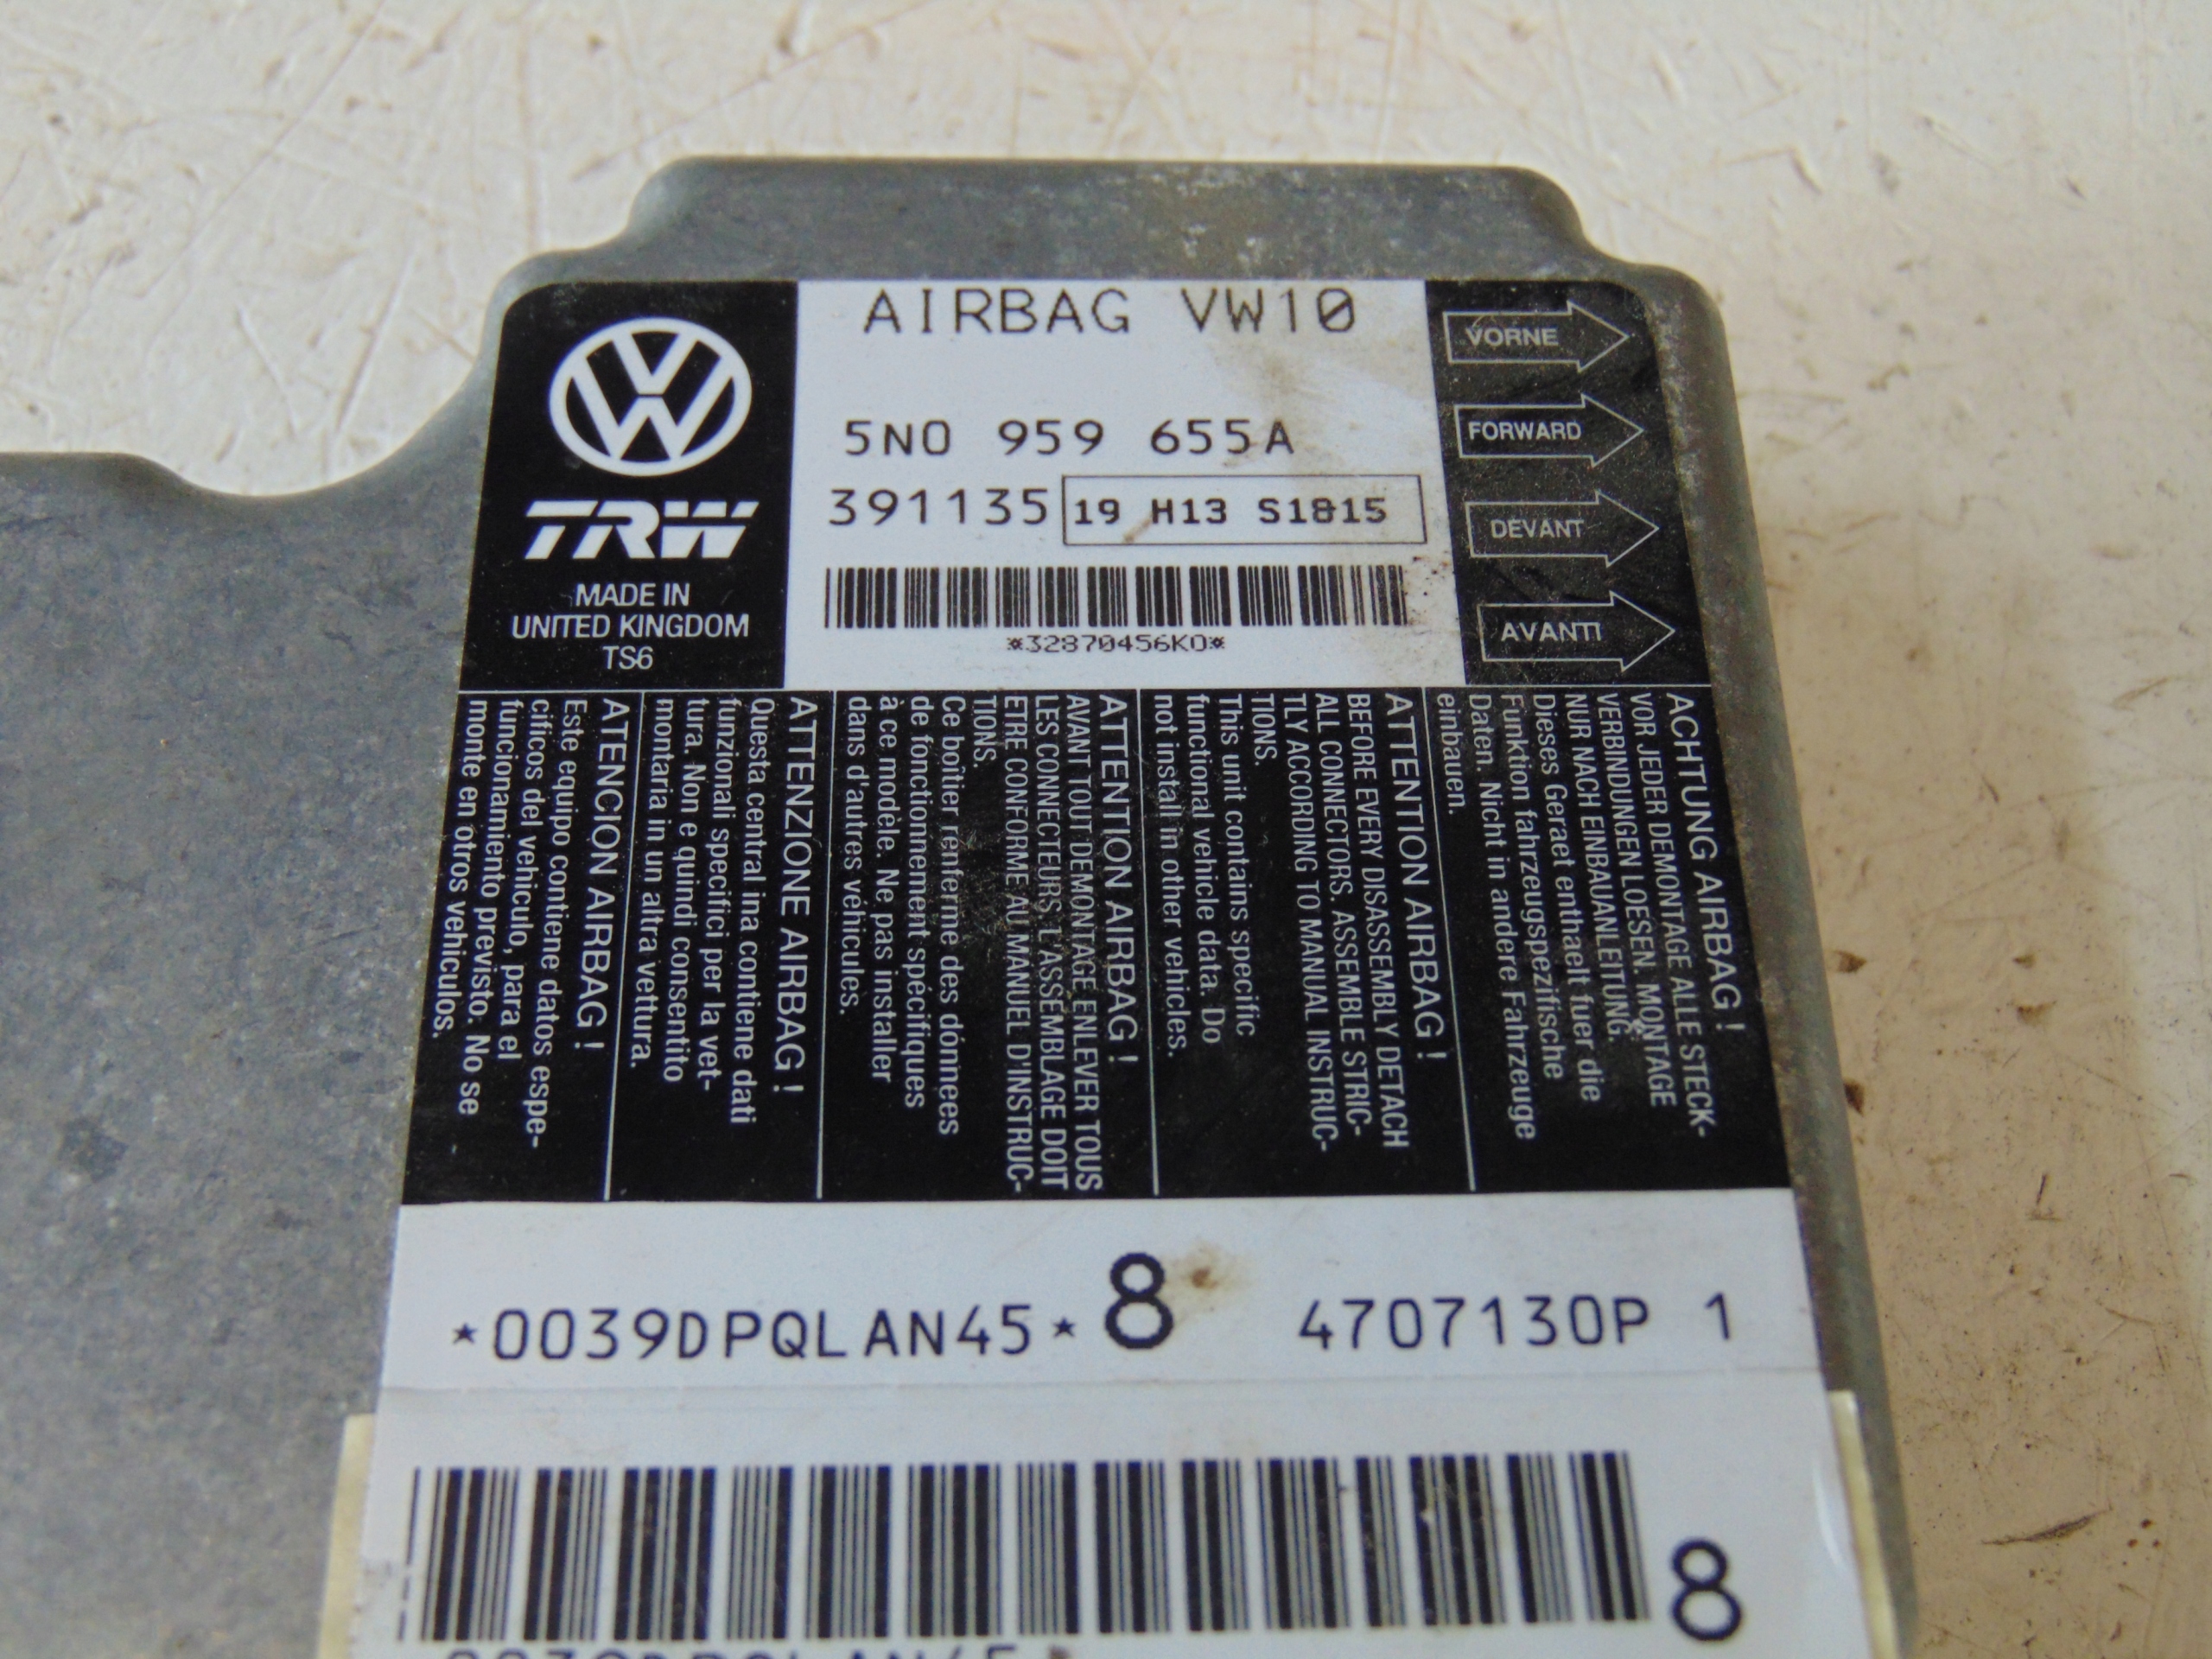 AIRBAG VW10
5N0 959 655A
391135 19 H13 S1815
*32870456K0*
TRW
MADE IN
UNITED KINGDOM
TS6
VORNE
FORWARD
DEVANT
AVANTI
ACHTUNG AIRBAG!
VOR JEDER DEMONTAGE ALLE STECK-
VERBINDUNGEN LOESEN. MONTAGE
NUR NACH EINBAUANLEITUNG.
Dieses Geraet enthaelt fuer die
Funktion fahrzeugspezifische
Daten. Nicht in andere Fahrzeuge
einbauen.
ATTENTION AIRBAG!
BEFORE EVERY DISASSEMBLY DETACH
ALL CONNECTORS. ASSEMBLE STRIC-
TLY ACCORDING TO MANUAL INSTRUC-
TIONS.
This unit contains specific
functional vehicle data. Do
not install in other vehicles.
ATTENTION AIRBAG!
AVANT TOUT DEMONTAGE ENLEVER TOUS
LES CONNECTEURS. L'ASSEMBLAGE DOIT
ETRE CONFORME AU MANUEL D'INSTRUC-
TIONS.
Ce boîtier renferme des dónnees
de fonctionnement spécifiques
à ce modèle. Ne pas installer
dans d'autres véhicules.
ATTENZIONE AIRBAG!
Questa central ina contiene dati
funzionali specifici per la vet-
tura. Non e quindi consentito
montaria in un altra vettura.
ATENCION AIRBAG!
Este equipo contiene datos espe-
cificos del vehiculo, para el
funcionamiento previsto. No se
monte en otros vehiculos.
*0039DPQLAN45* 8 4707130P 1
8